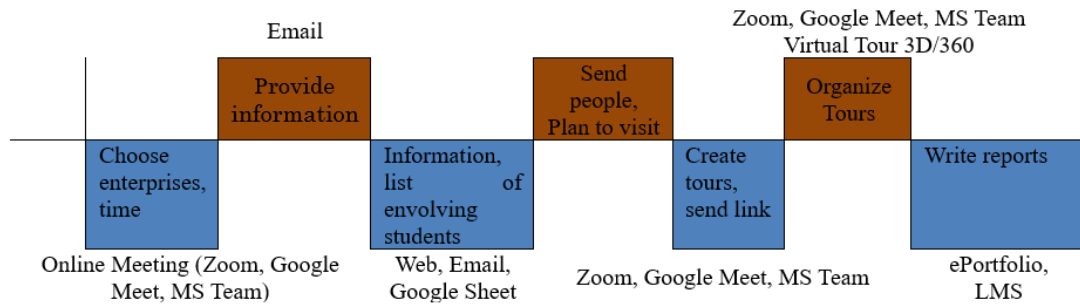 Email
Zoom, Google Meet, MS Team
Virtual Tour 3D/360
Provide
information
Send
people,
Plan to visit
Organize
Tours
Choose
enterprises,
time
Information,
list of
envolving
students
Create
tours,
send link
Write reports
Online Meeting (Zoom, Google
Meet, MS Team)
Web, Email,
Google Sheet
Zoom, Google Meet, MS Team
ePortfolio,
LMS